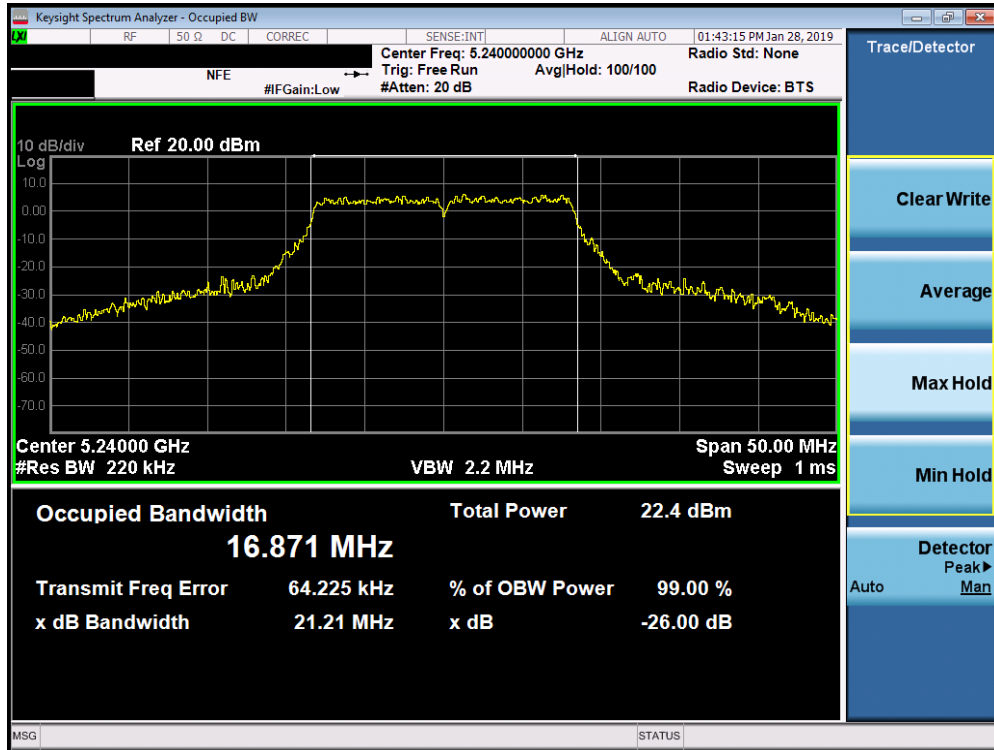 Keysight Spectrum Analyzer - Occupied BW
LXI RF 50 Ω DC CORREC SENSE:INT ALIGN AUTO 01:43:15 PM Jan 28, 2019
Center Freq: 5.240000000 GHz Radio Std: None
NFE Trig: Free Run Avg|Hold: 100/100
#IFGain:Low #Atten: 20 dB Radio Device: BTS
10 dB/div Ref 20.00 dBm
Log
10.0
0.00
-10.0
-20.0
-30.0
-40.0
-50.0
-60.0
-70.0
Center 5.24000 GHz Span 50.00 MHz
#Res BW 220 kHz VBW 2.2 MHz Sweep 1 ms
Occupied Bandwidth Total Power 22.4 dBm
16.871 MHz
Transmit Freq Error 64.225 kHz % of OBW Power 99.00 %
x dB Bandwidth 21.21 MHz x dB -26.00 dB
Trace/Detector
Clear Write
Average
Max Hold
Min Hold
Detector
Peak▶
Auto Man
MSG STATUS